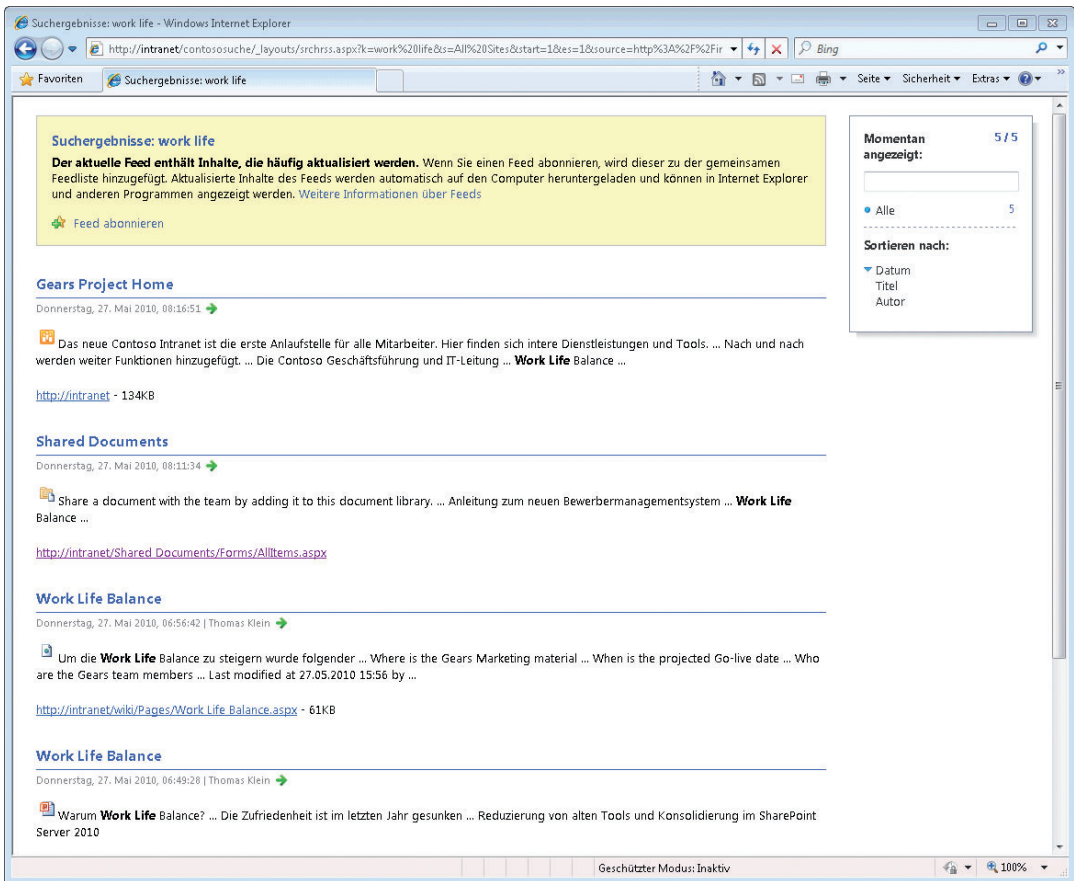 Suchergebnisse: work life - Windows Internet Explorer
http://intranet/contososuche/_layouts/srchrss.aspx?k=work%20life&s=All%20Sites&start=1&es=1&source=http%3A%2F%2Fir
Bing
Favoriten
Suchergebnisse: work life
Seite
Sicherheit
Extras
Suchergebnisse: work life
Der aktuelle Feed enthält Inhalte, die häufig aktualisiert werden. Wenn Sie einen Feed abonnieren, wird dieser zu der gemeinsamen
Feedliste hinzugefügt. Aktualisierte Inhalte des Feeds werden automatisch auf den Computer heruntergeladen und können in Internet Explorer
und anderen Programmen angezeigt werden. Weitere Informationen über Feeds
Feed abonnieren
Momentan 5 / 5
angezeigt:
Alle 5
Sortieren nach:
Datum
Titel
Autor
Gears Project Home
Donnerstag, 27. Mai 2010, 08:16:51
Das neue Contoso Intranet ist die erste Anlaufstelle für alle Mitarbeiter. Hier finden sich intere Dienstleistungen und Tools. ... Nach und nach
werden weiter Funktionen hinzugefügt. ... Die Contoso Geschäftsführung und IT-Leitung ... Work Life Balance ...
http://intranet - 134KB
Shared Documents
Donnerstag, 27. Mai 2010, 08:11:34
Share a document with the team by adding it to this document library. ... Anleitung zum neuen Bewerbermanagementsystem ... Work Life
Balance ...
http://intranet/Shared Documents/Forms/AllItems.aspx
Work Life Balance
Donnerstag, 27. Mai 2010, 06:56:42 | Thomas Klein
Um die Work Life Balance zu steigern wurde folgender ... Where is the Gears Marketing material ... When is the projected Go-live date ... Who
are the Gears team members ... Last modified at 27.05.2010 15:56 by ...
http://intranet/wiki/Pages/Work Life Balance.aspx - 61KB
Work Life Balance
Donnerstag, 27. Mai 2010, 06:49:28 | Thomas Klein
Warum Work Life Balance? ... Die Zufriedenheit ist im letzten Jahr gesunken ... Reduzierung von alten Tools und Konsolidierung im SharePoint
Server 2010
Geschützter Modus: Inaktiv
100%